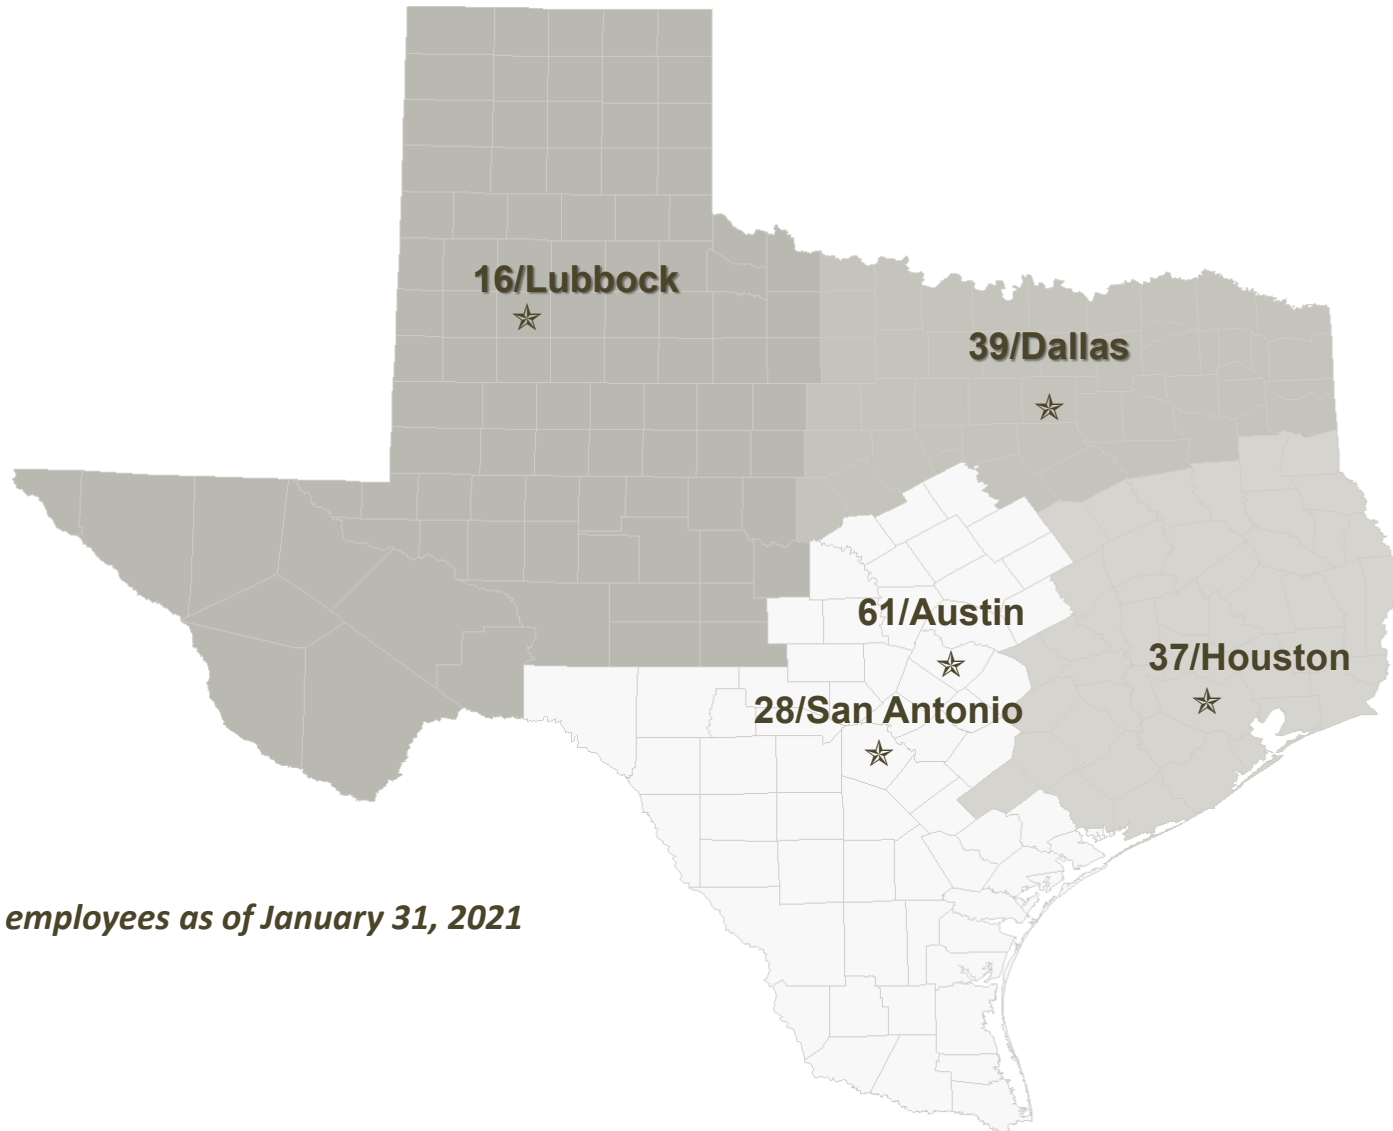 16/Lubbock
39/Dallas
61/Austin
37/Houston
28/San Antonio
employees as of January 31, 2021